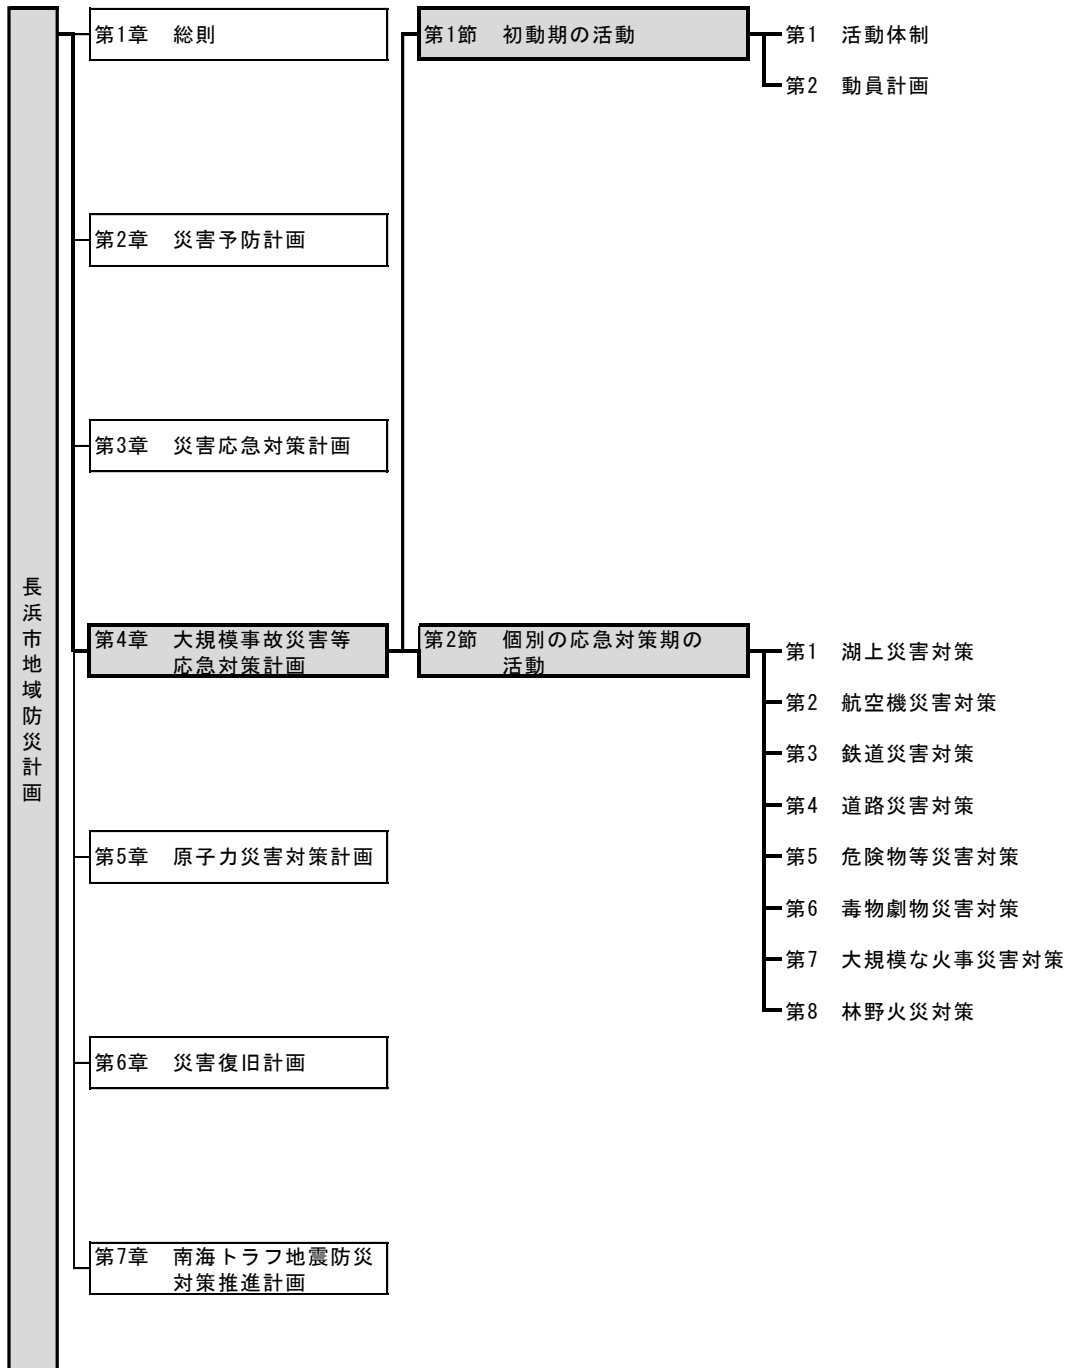 長浜市地域防災計画
第1章　総則
第2章　災害予防計画
第3章　災害応急対策計画
第4章　大規模事故災害等
応急対策計画
第5章　原子力災害対策計画
第6章　災害復旧計画
第7章　南海トラフ地震防災
対策推進計画
第1節　初動期の活動
第1　活動体制
第2　動員計画
第2節　個別の応急対策期の
活動
第1　湖上災害対策
第2　航空機災害対策
第3　鉄道災害対策
第4　道路災害対策
第5　危険物等災害対策
第6　毒物劇物災害対策
第7　大規模な火事災害対策
第8　林野火災対策